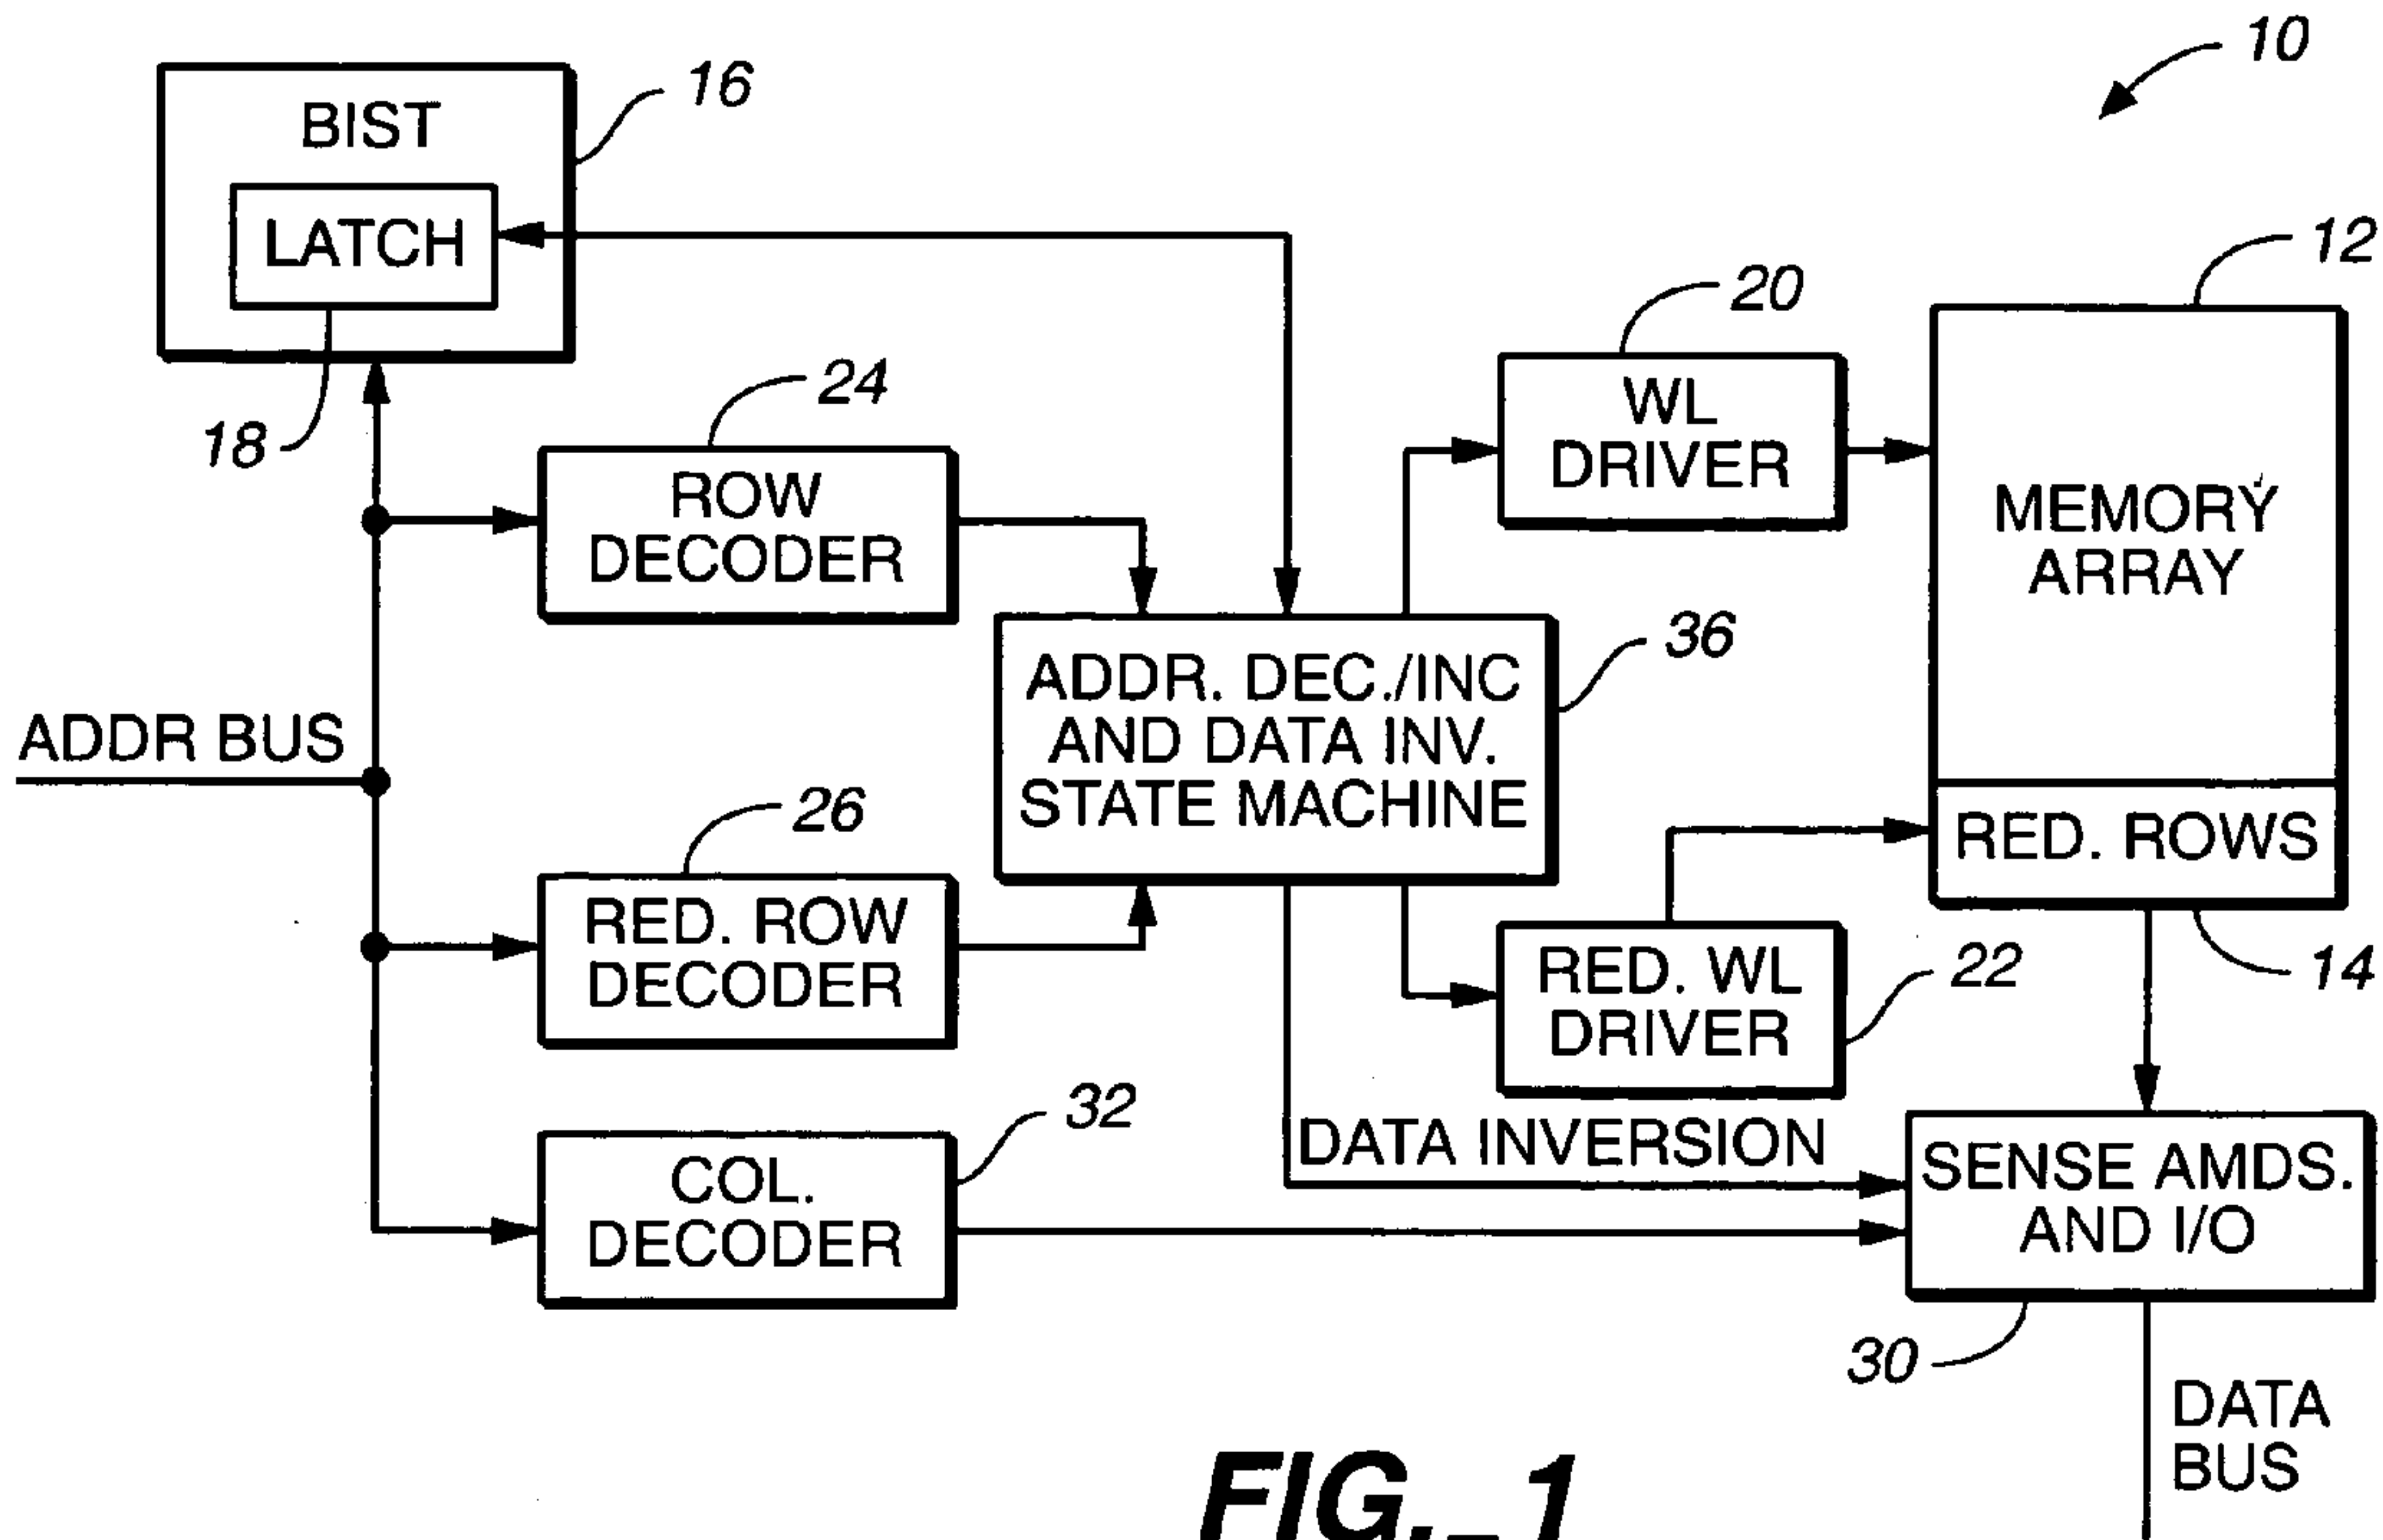 10
16
BIST
LATCH
18
12
20
WL
DRIVER
24
ROW
DECODER
MEMORY
ARRAY
36
ADDR. DEC./INC
AND DATA INV.
STATE MACHINE
ADDR BUS
26
RED. ROW
DECODER
RED. ROWS
14
22
RED. WL
DRIVER
32
COL.
DECODER
DATA INVERSION
SENSE AMDS.
AND I/O
30
DATA
BUS
FIG._1